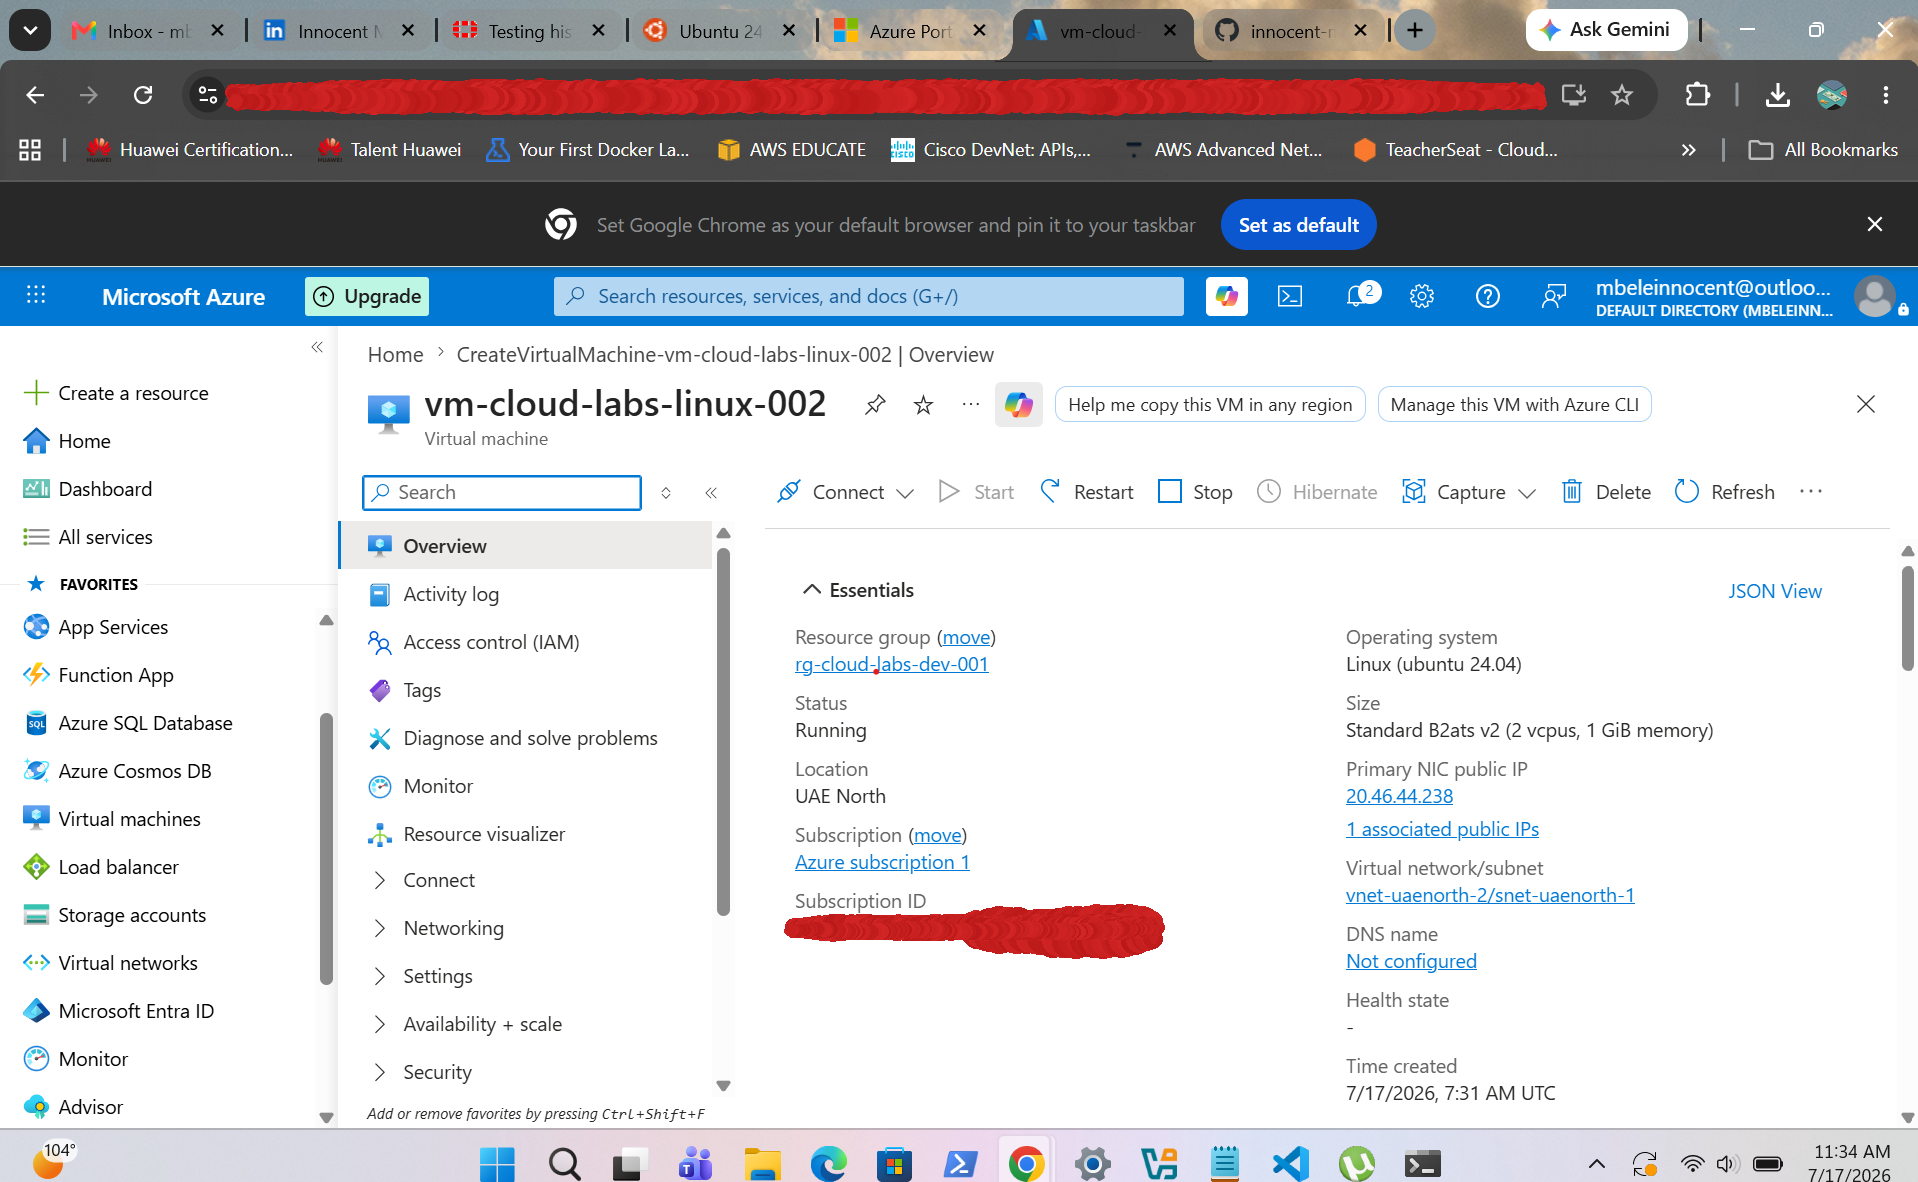 Inbox - mb
Innocent M
Testing his
Ubuntu 24
Azure Port
vm-cloud-
innocent-r
Ask Gemini
Huawei Certification...
Talent Huawei
Your First Docker La...
AWS EDUCATE
Cisco DevNet: APIs,...
AWS Advanced Net...
TeacherSeat - Cloud...
All Bookmarks
Set Google Chrome as your default browser and pin it to your taskbar
Set as default
Microsoft Azure
Upgrade
Search resources, services, and docs (G+/)
2
mbeleinnocent@outloo...
DEFAULT DIRECTORY (MBELEINN...
Create a resource
Home
Dashboard
All services
FAVORITES
App Services
Function App
Azure SQL Database
Azure Cosmos DB
Virtual machines
Load balancer
Storage accounts
Virtual networks
Microsoft Entra ID
Monitor
Advisor
Home > CreateVirtualMachine-vm-cloud-labs-linux-002 | Overview
vm-cloud-labs-linux-002
Virtual machine
Help me copy this VM in any region
Manage this VM with Azure CLI
Search
Overview
Activity log
Access control (IAM)
Tags
Diagnose and solve problems
Monitor
Resource visualizer
Connect
Networking
Settings
Availability + scale
Security
Add or remove favorites by pressing Ctrl+Shift+F
Connect
Start
Restart
Stop
Hibernate
Capture
Delete
Refresh
Essentials
JSON View
Resource group (move)
rg-cloud-labs-dev-001
Status
Running
Location
UAE North
Subscription (move)
Azure subscription 1
Subscription ID
Operating system
Linux (ubuntu 24.04)
Size
Standard B2ats v2 (2 vcpus, 1 GiB memory)
Primary NIC public IP
20.46.44.238
1 associated public IPs
Virtual network/subnet
vnet-uaenorth-2/snet-uaenorth-1
DNS name
Not configured
Health state
-
Time created
7/17/2026, 7:31 AM UTC
104°
11:34 AM
7/17/2026